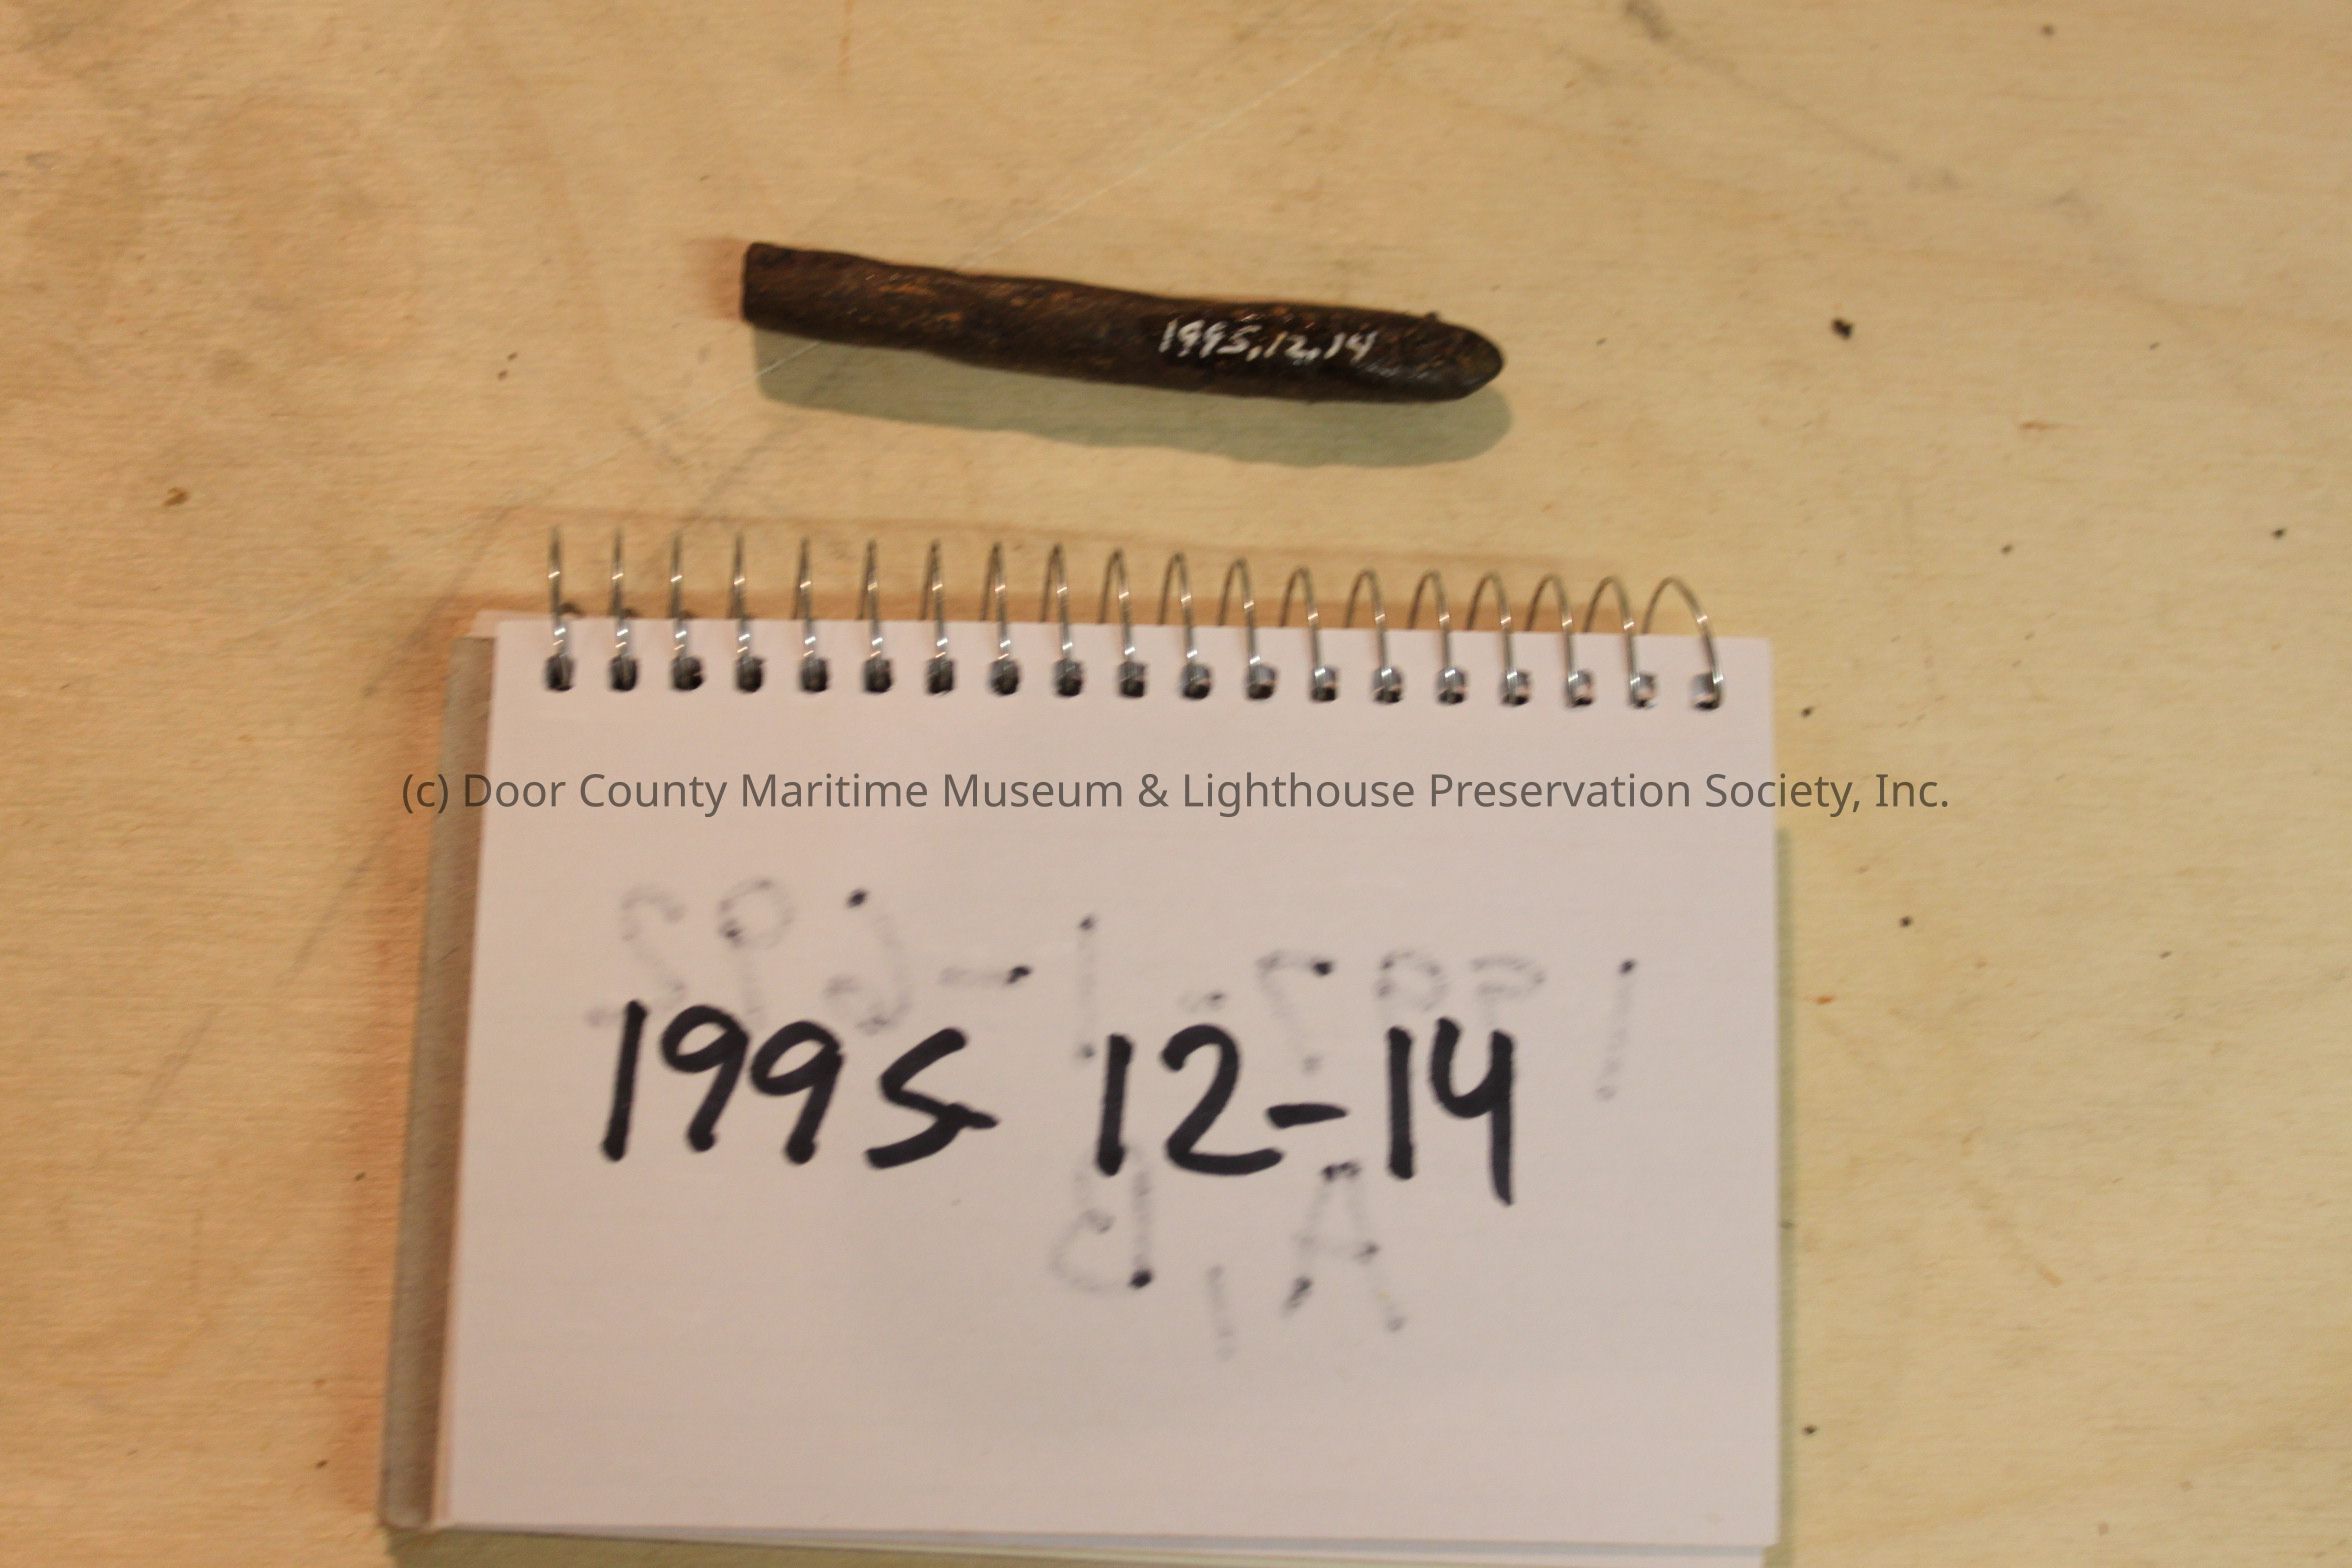 1995.12.14
(c) Door County Maritime Museum & Lighthouse Preservation Society, Inc.
1995 12-14